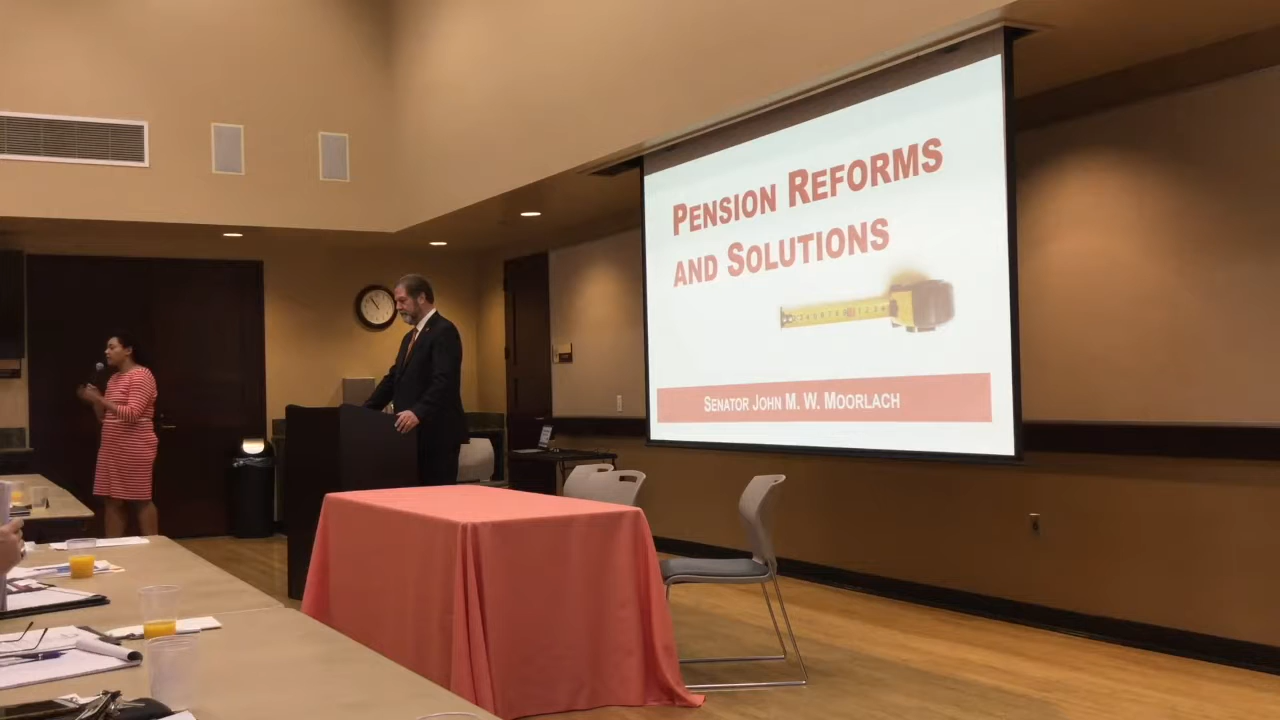 PENSION REFORMS
AND SOLUTIONS
SENATOR JOHN M. W. MOORLACH